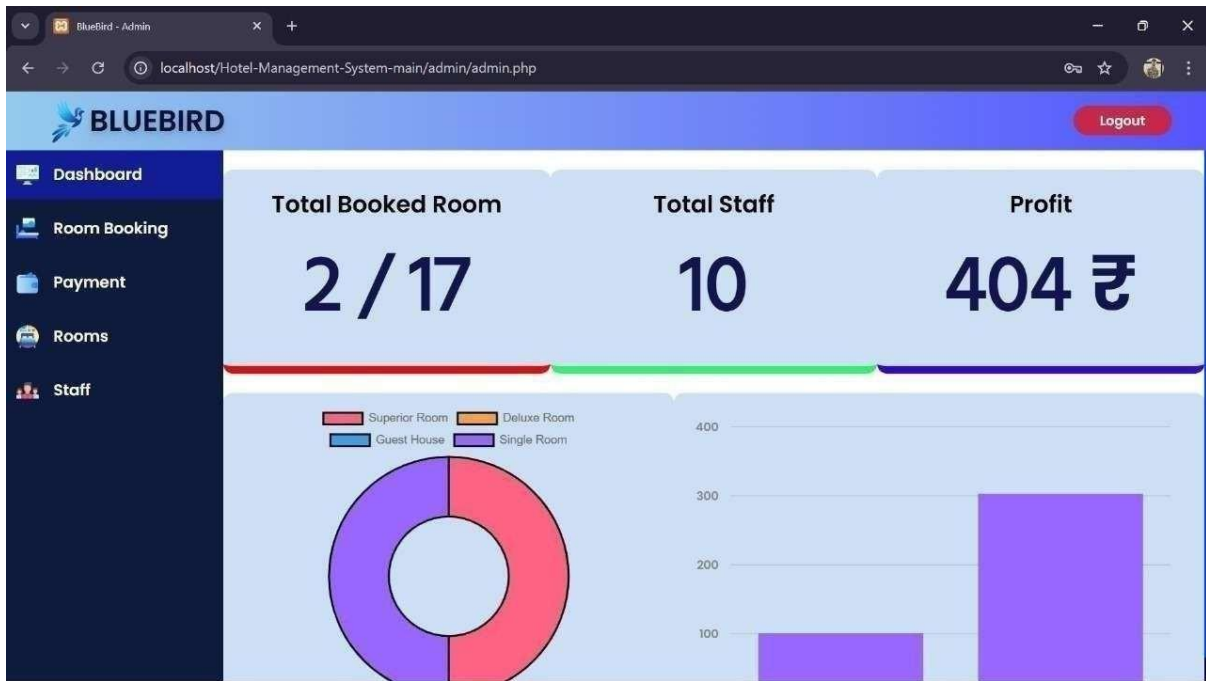 BlueBird - Admin
localhost/Hotel-Management-System-main/admin/admin.php
BLUEBIRD
Logout
Dashboard
Room Booking
Payment
Rooms
Staff
Total Booked Room
2 / 17
Total Staff
10
Profit
404 ₹
Superior Room Deluxe Room
Guest House Single Room
400
300
200
100